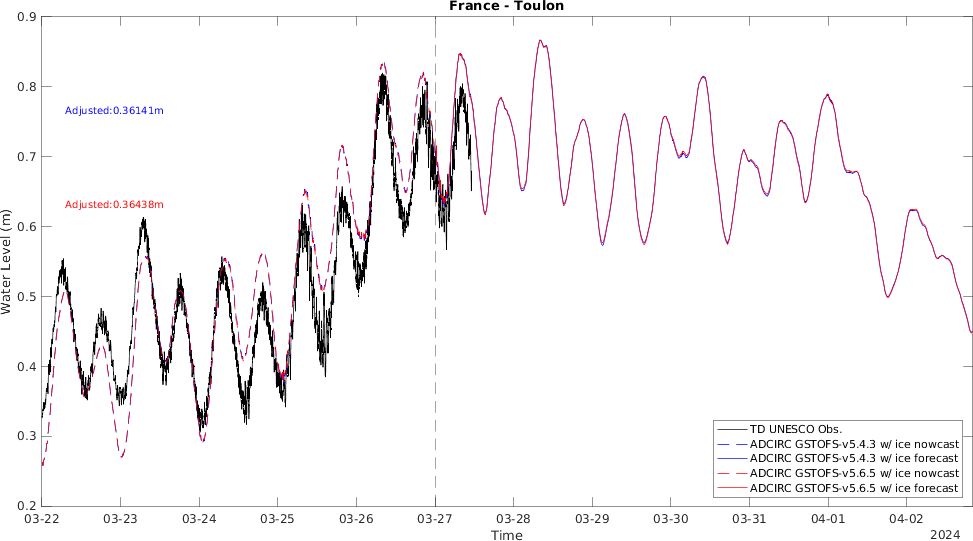 France - Toulon
0.9
0.8
0.7
0.6
0.5
0.4
0.3
0.2
Water Level (m)
Adjusted:0.36141m
Adjusted:0.36438m
TD UNESCO Obs.
ADCIRC GSTOFS-v5.4.3 w/ ice nowcast
ADCIRC GSTOFS-v5.4.3 w/ ice forecast
ADCIRC GSTOFS-v5.6.5 w/ ice nowcast
ADCIRC GSTOFS-v5.6.5 w/ ice forecast
03-22 03-23 03-24 03-25 03-26 03-27 03-28 03-29 03-30 03-31 04-01 04-02
Time
2024